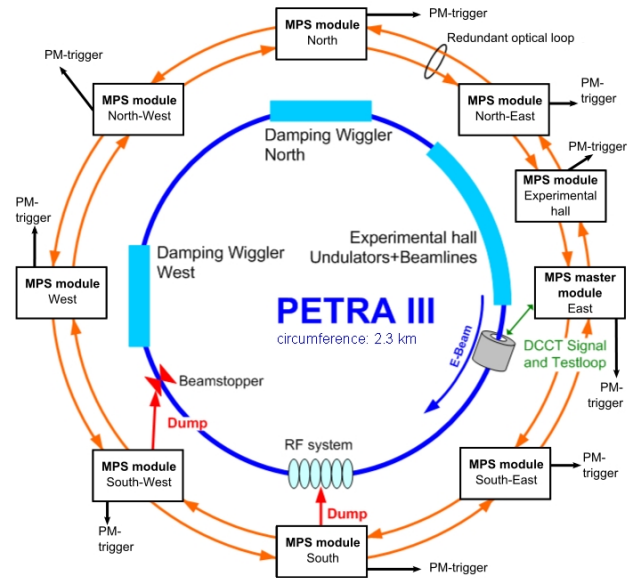 MPS module
North
PM-trigger
Redundant optical loop
PM-trigger
MPS module
North-West
MPS module
North-East
PM-
trigger
Damping Wiggler
North
PM-trigger
MPS module
Experimental
hall
PM-
trigger
Experimental hall
Undulators+Beamlines
Damping Wiggler
West
MPS module
West
MPS master
module
East
PETRA III
circumference: 2.3 km
E-Beam
DCCT Signal
and Testloop
PM-
trigger
Beamstopper
Dump
RF system
MPS module
South-West
MPS module
South-East
PM-
trigger
Dump
PM-
trigger
MPS module
South
PM-trigger